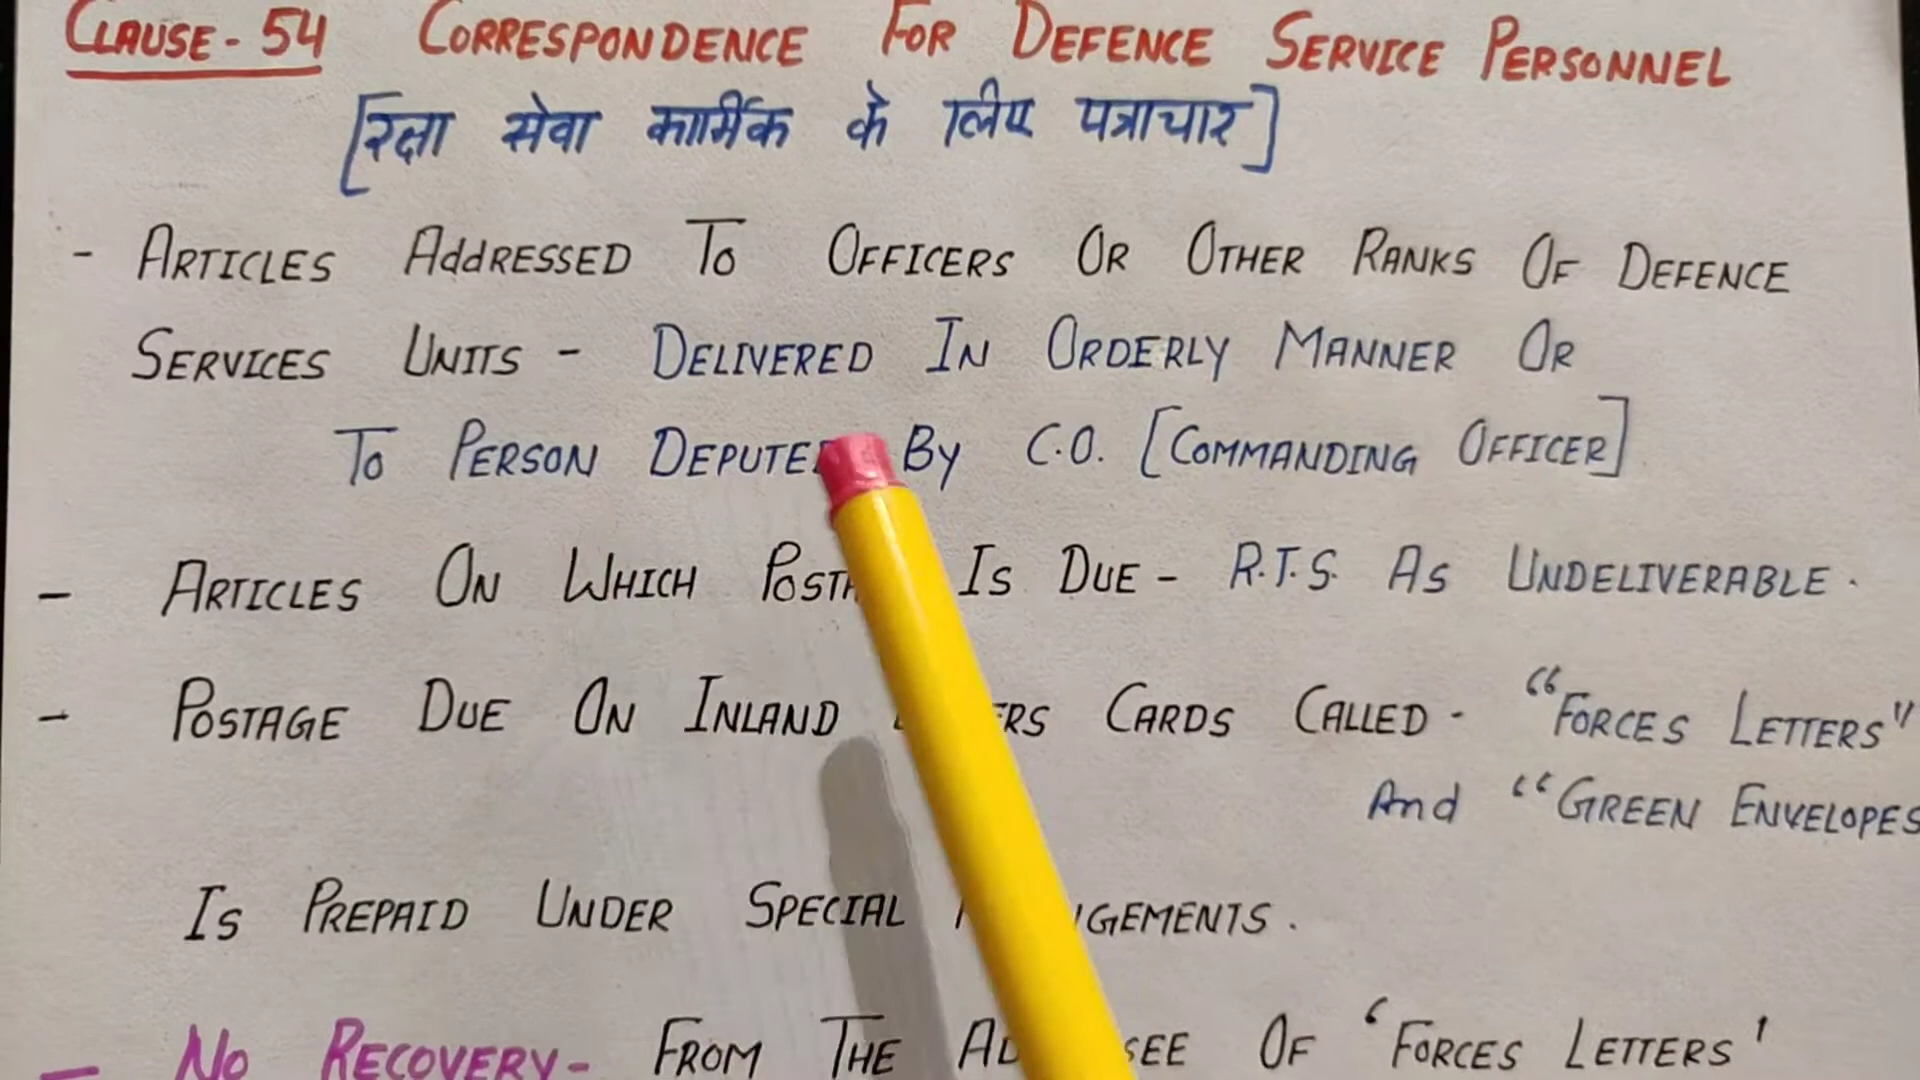 CLAUSE - 54 CORRESPONDENCE FOR DEFENCE SERVICE PERSONNEL
[रक्षा सेवा कार्मिक के लिए पत्राचार]
- ARTICLES ADDRESSED TO OFFICERS OR OTHER RANKS OF DEFENCE
SERVICES UNITS - DELIVERED IN ORDERLY MANNER OR
TO PERSON DEPUTED BY C.O. [COMMANDING OFFICER]
- ARTICLES ON WHICH IS DUE - R.T.S. AS UNDELIVERABLE.
- POSTAGE DUE ON INLAND CARDS CALLED - "FORCES LETTERS"
And "GREEN ENVELOPES
IS PREPAID UNDER SPECIAL .
- NO RECOVERY - FROM THE OF 'FORCES LETTERS'